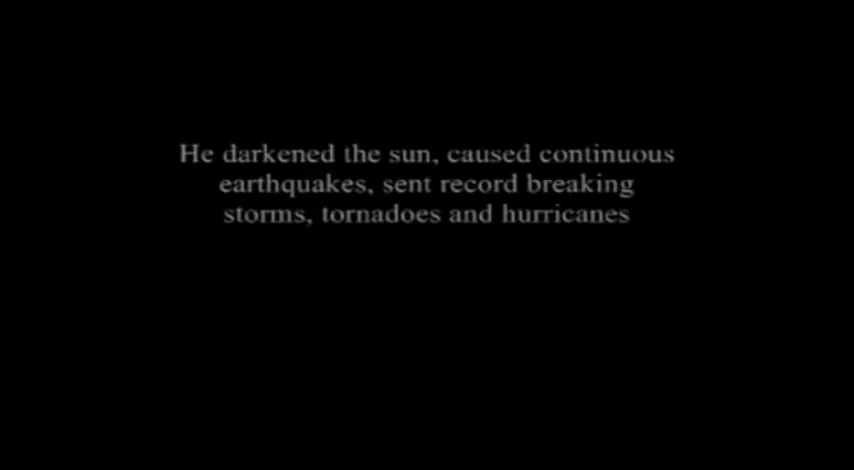 He darkened the sun, caused continuous
earthquakes, sent record breaking
storms, tornadoes and hurricanes